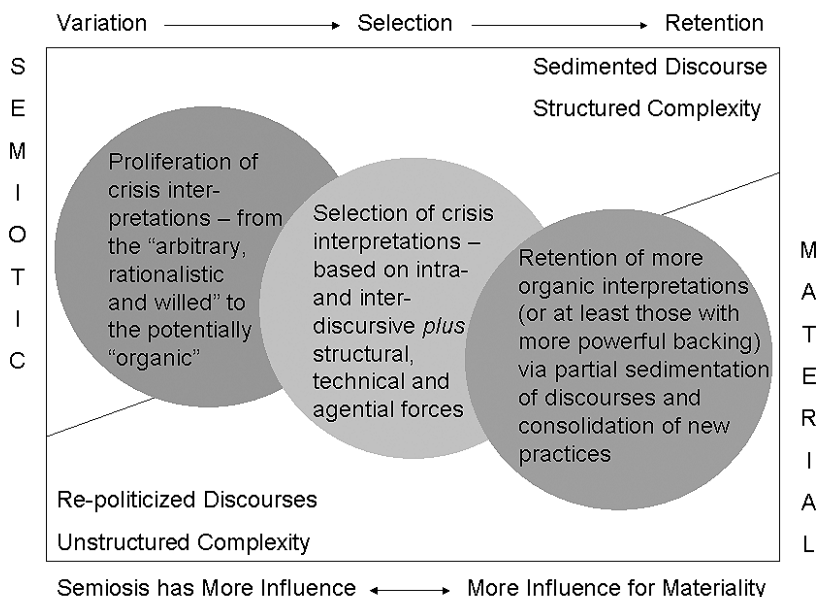 Variation Selection Retention
SEMIOTIC
Sedimented Discourse
Structured Complexity
Proliferation of
crisis inter-
pretations – from
the “arbitrary,
rationalistic
and willed” to
the potentially
“organic”
Selection of crisis
interpretations –
based on intra-
and inter-
discursive plus
structural,
technical and
agential forces
Retention of more
organic interpretations
(or at least those with
more powerful backing)
via partial sedimentation
of discourses and
consolidation of new
practices
MATERIAL
Re-politicized Discourses
Unstructured Complexity
Semiosis has More Influence More Influence for Materiality